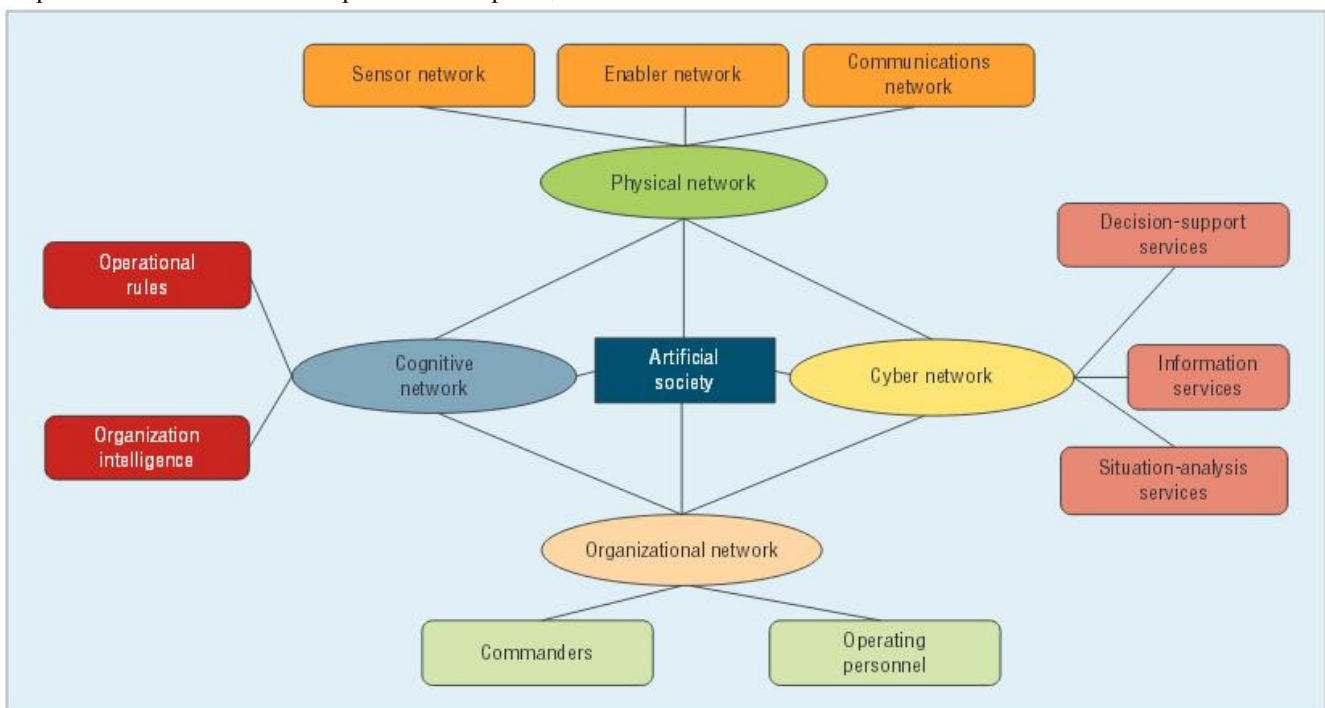 Sensor network
Enabler network
Communications
network
Physical network
Decision-support
services
Operational
rules
Cognitive
network
Artificial
society
Cyber network
Information
services
Organization
intelligence
Situation-analysis
services
Organizational network
Commanders
Operating
personnel